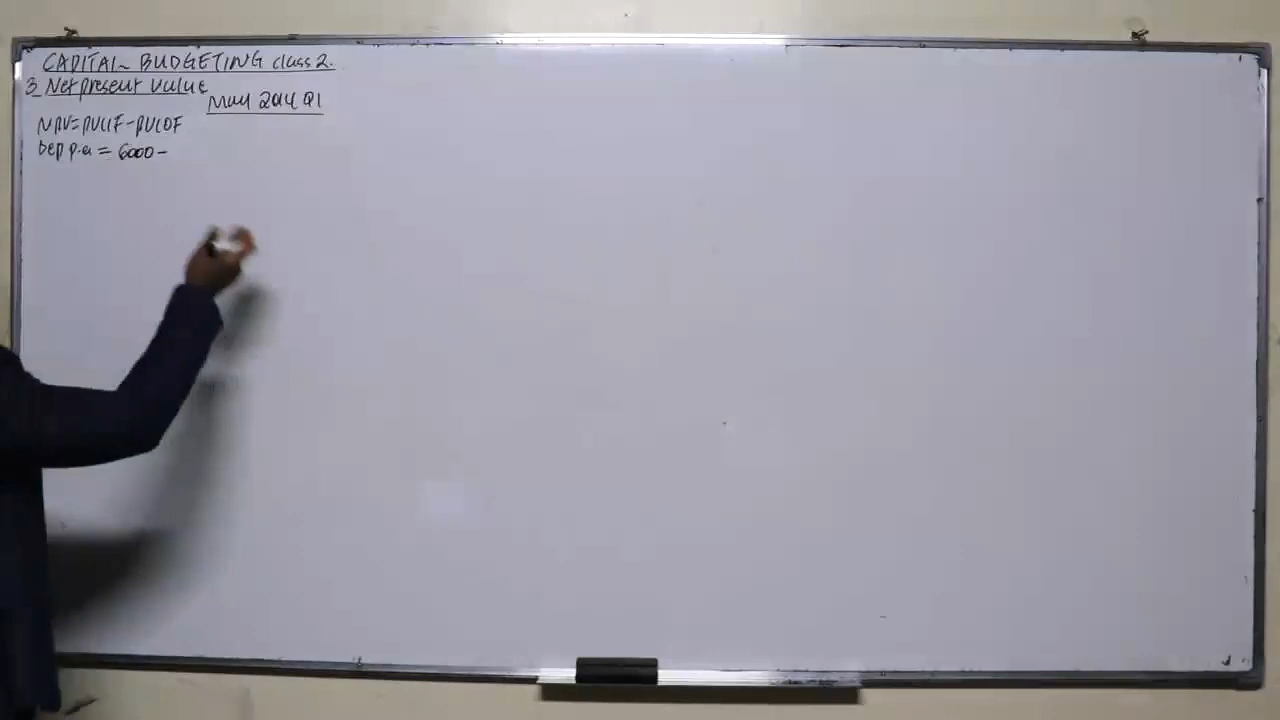 CAPITAL BUDGETING class 2.
3 Net present value
May 2014 Q1
NPV = PVCIF - PVCOF
Dep p.a = 6000 -